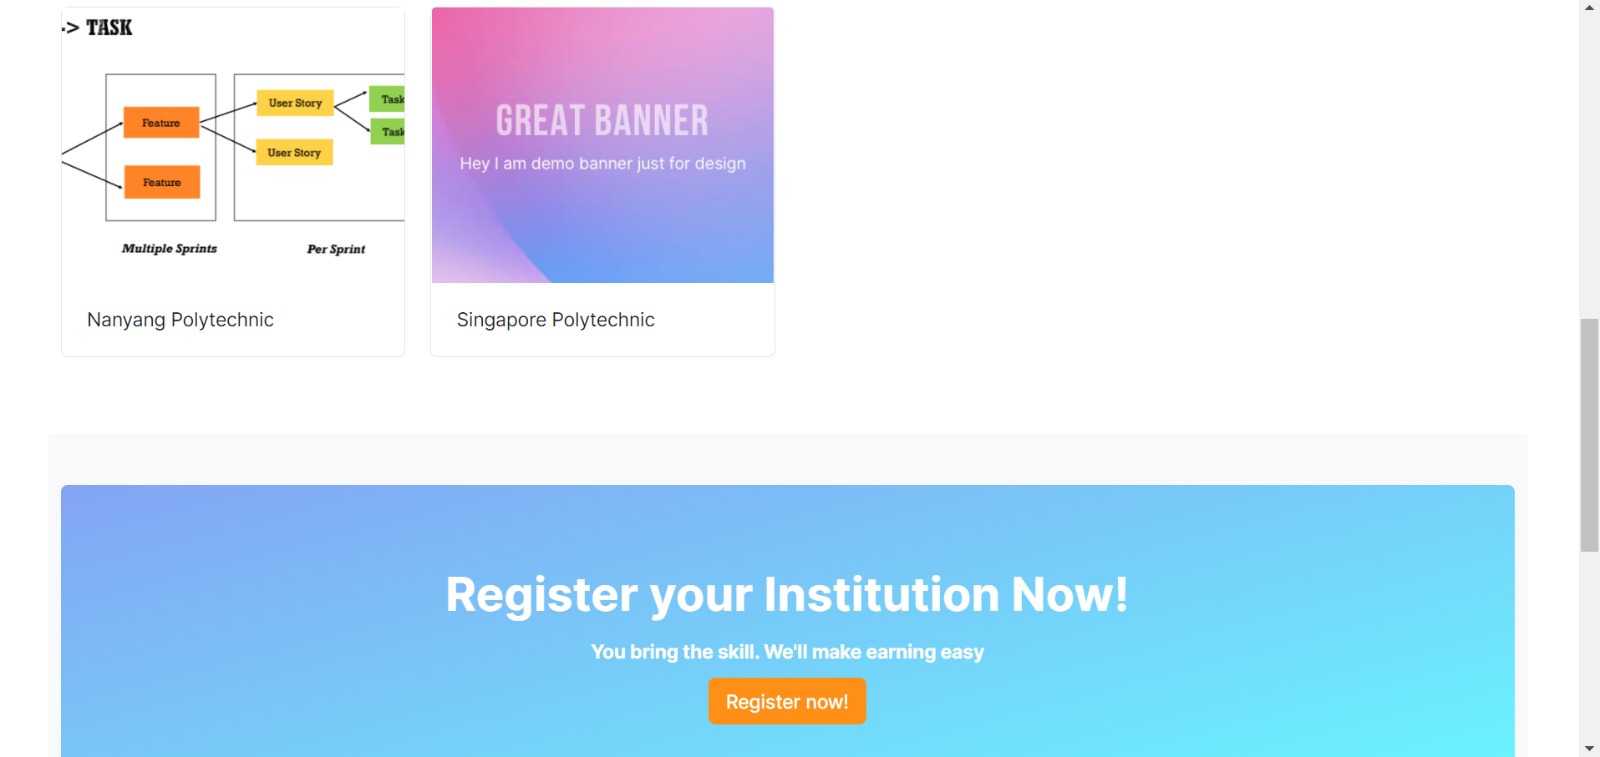 -> TASK
Feature
User Story
Task
Task
User Story
Feature
Multiple Sprints
Per Sprint
Nanyang Polytechnic
GREAT BANNER
Hey I am demo banner just for design
Singapore Polytechnic
Register your Institution Now!
You bring the skill. We'll make earning easy
Register now!